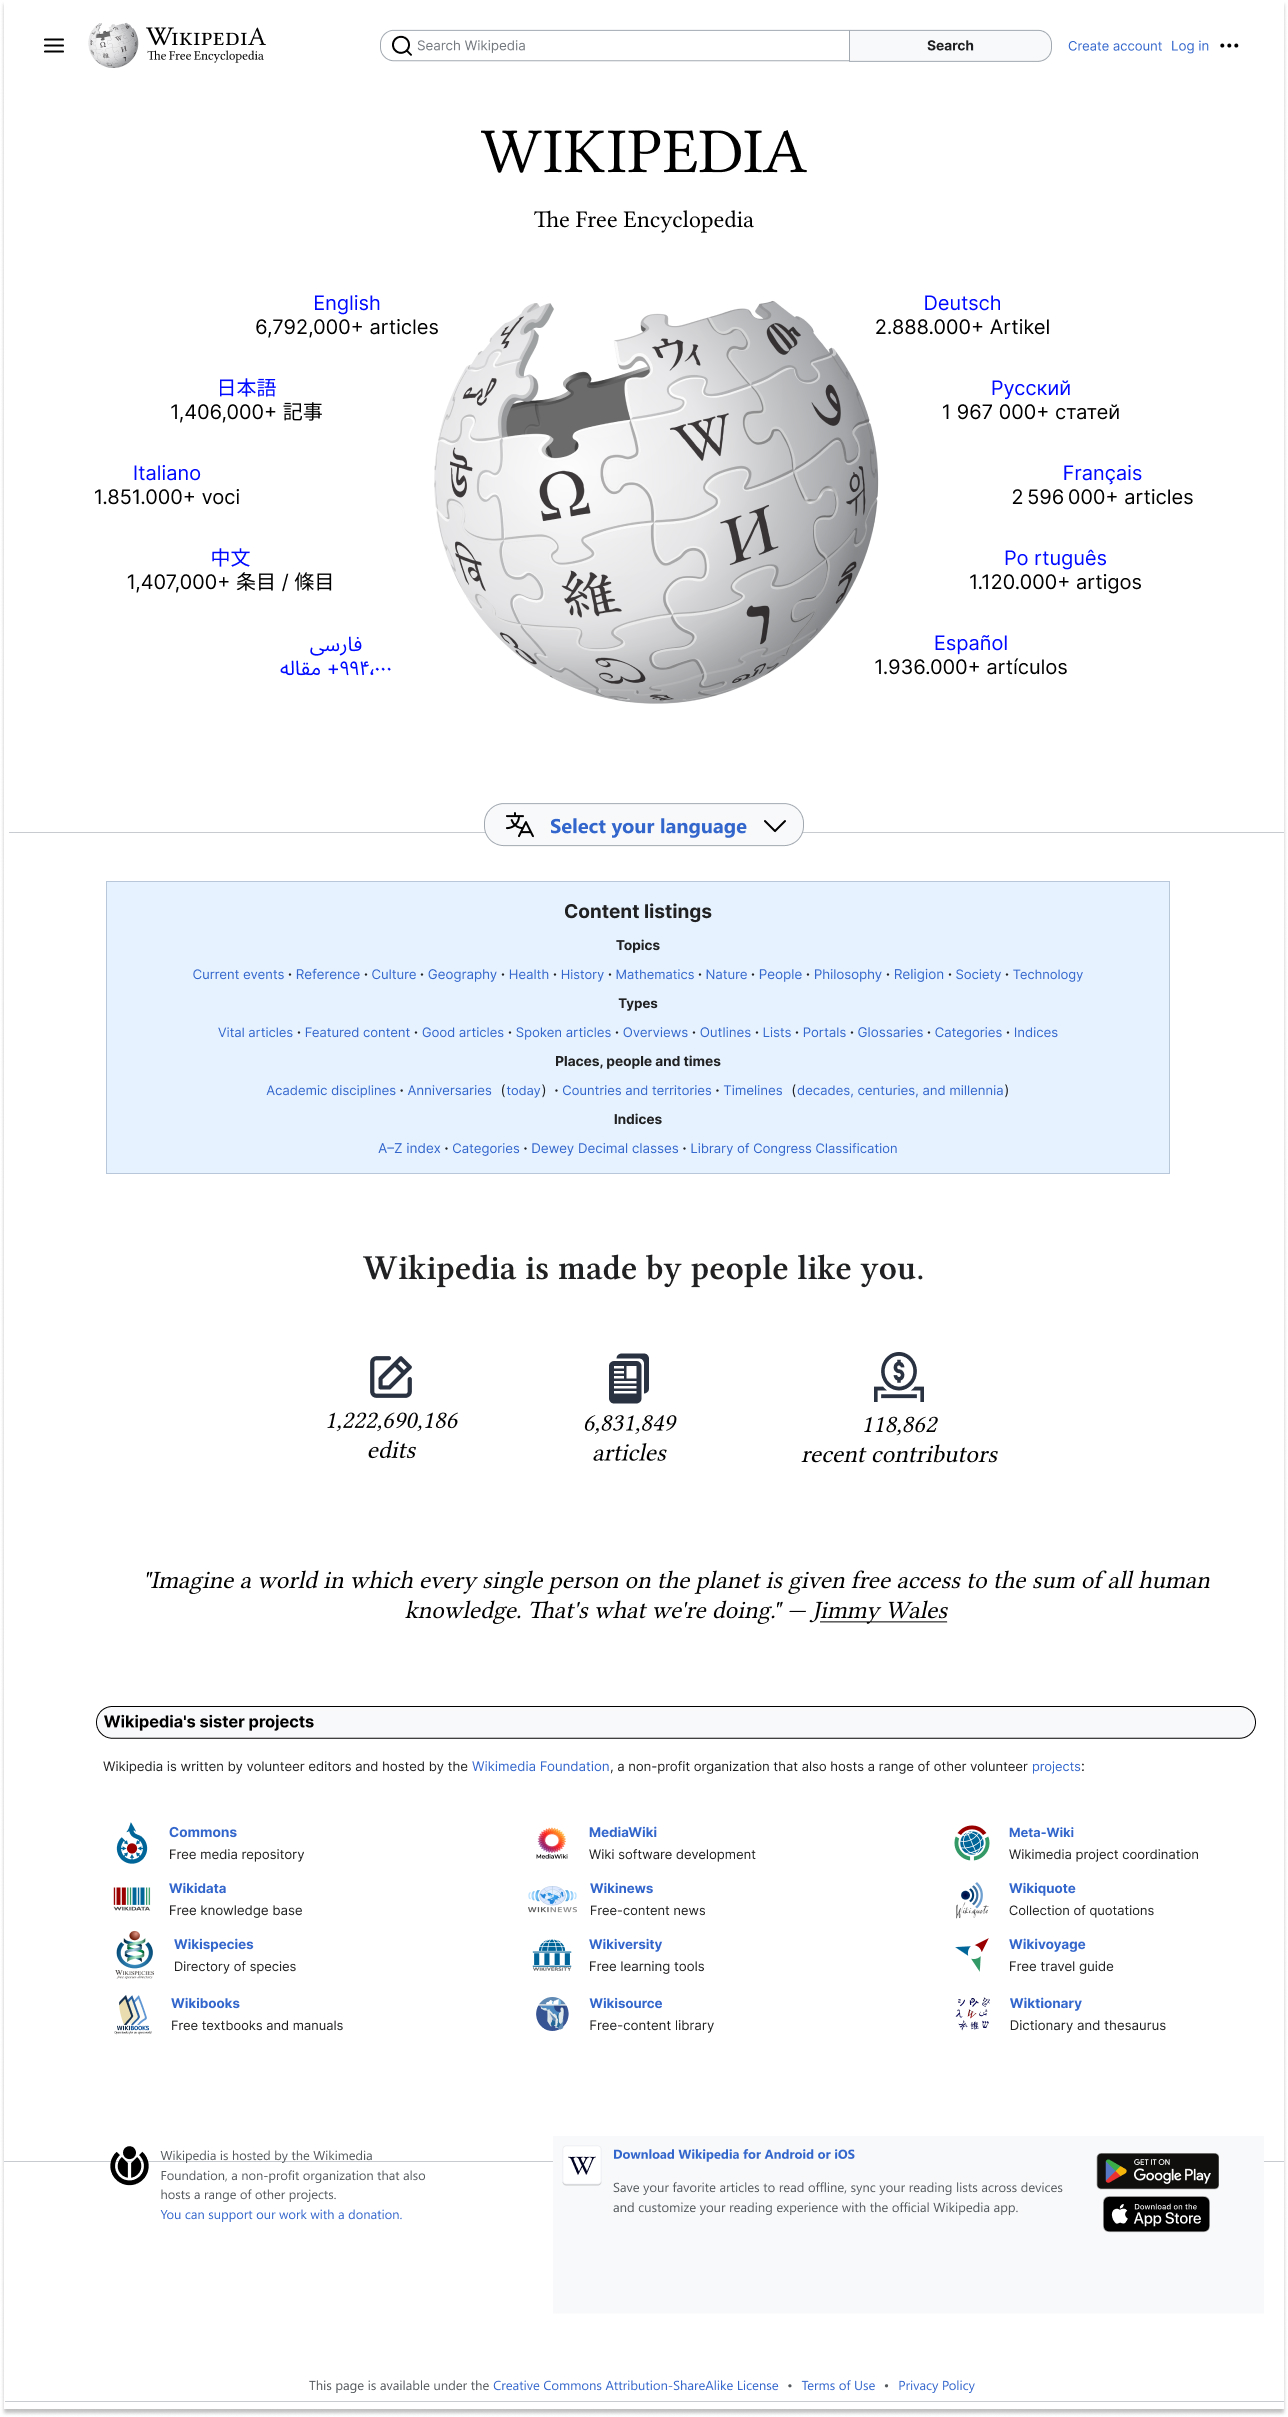 WIKIPEDIA
The Free Encyclopedia
Search Wikipedia
Search
Create account Log in
WIKIPEDIA
The Free Encyclopedia
English
6,792,000+ articles
Deutsch
2.888.000+ Artikel
日本語
1,406,000+ 記事
Русский
1 967 000+ статей
Italiano
1.851.000+ voci
Français
2 596 000+ articles
中文
1,407,000+ 条目 / 條目
Po rtuguês
1.120.000+ artigos
فارسی
۹۹۴٬۰۰۰+ مقاله
Español
1.936.000+ artículos
Ω
W
И
維
ウィ
위
Select your language
Content listings
Topics
Current events • Reference • Culture • Geography • Health • History • Mathematics • Nature • People • Philosophy • Religion • Society • Technology
Types
Vital articles • Featured content • Good articles • Spoken articles • Overviews • Outlines • Lists • Portals • Glossaries • Categories • Indices
Places, people and times
Academic disciplines • Anniversaries (today) • Countries and territories • Timelines (decades, centuries, and millennia)
Indices
A–Z index • Categories • Dewey Decimal classes • Library of Congress Classification
Wikipedia is made by people like you.
1,222,690,186
edits
6,831,849
articles
118,862
recent contributors
"Imagine a world in which every single person on the planet is given free access to the sum of all human
knowledge. That's what we're doing." — Jimmy Wales
Wikipedia's sister projects
Wikipedia is written by volunteer editors and hosted by the Wikimedia Foundation, a non-profit organization that also hosts a range of other volunteer projects:
Commons
Free media repository
MediaWiki
MediaWiki
Wiki software development
Meta-Wiki
Wikimedia project coordination
WIKIDATA
Wikidata
Free knowledge base
WIKINEWS
Wikinews
Free-content news
Wikiquote
Wikiquote
Collection of quotations
WIKISPECIES
Wikispecies
Directory of species
WIKIVERSITY
Wikiversity
Free learning tools
Wikivoyage
Free travel guide
WIKIBOOKS
Wikibooks
Free textbooks and manuals
Wikisource
Free-content library
Wiktionary
Dictionary and thesaurus
Wikipedia is hosted by the Wikimedia
Foundation, a non-profit organization that also
hosts a range of other projects.
You can support our work with a donation.
W
Download Wikipedia for Android or iOS
Save your favorite articles to read offline, sync your reading lists across devices
and customize your reading experience with the official Wikipedia app.
GET IT ON
Google Play
Download on the
App Store
This page is available under the Creative Commons Attribution-ShareAlike License • Terms of Use • Privacy Policy